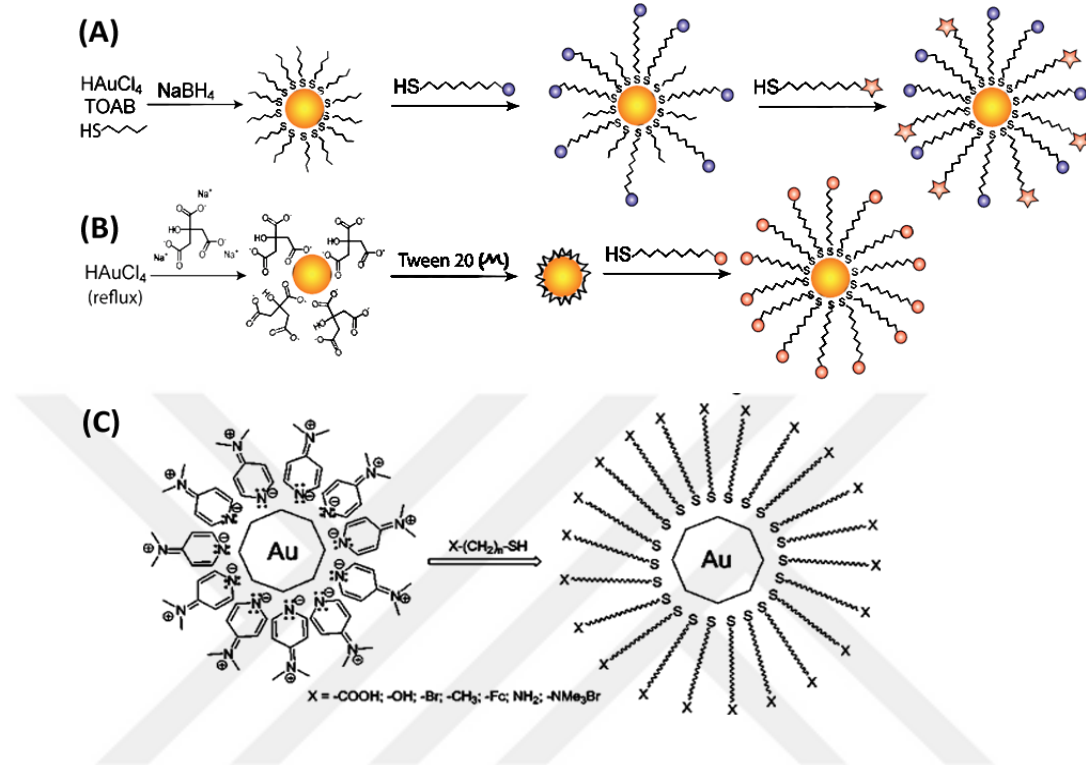 (A)
HAuCl₄
TOAB
HS
NaBH₄
HS
HS
(B)
HAuCl₄
(reflux)
Tween 20
HS
(C)
Au
X-(CH₂)ₙ-SH
Au
X = -COOH; -OH; -Br; -CH₃; -Fc; NH₂; -NMe₃Br